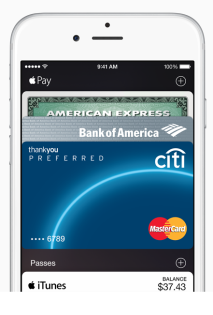 9:41 AM 100%
Pay
AMERICAN EXPRESS
Bank of America
thankyou
PREFERRED
citi
MasterCard
•••• 6789
Passes
iTunes
BALANCE
$37.43